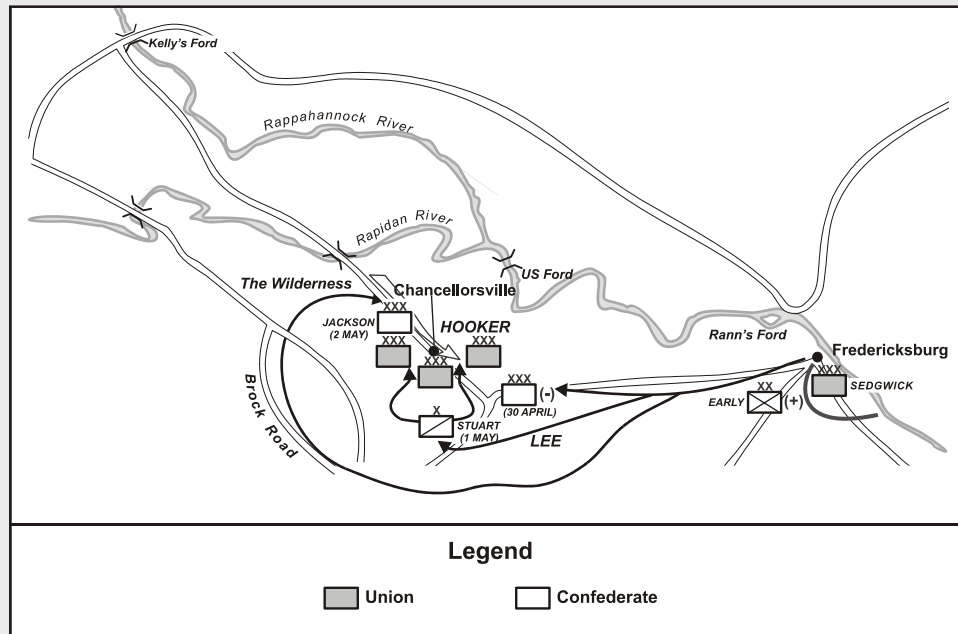 Kelly's Ford
Rappahannock River
Rapidan River
US Ford
The Wilderness
Chancellorsville
XXX
JACKSON
(2 MAY)
HOOKER
XXX
XXX
XXX
Rann's Ford
Fredericksburg
XXX
SEDGWICK
XX
EARLY
(+)
XXX
(-)
(30 APRIL)
X
STUART
(1 MAY)
LEE
Brock Road
Legend
Union
Confederate